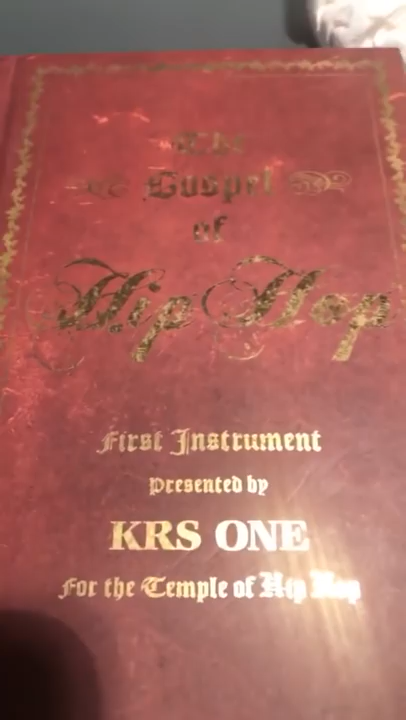 The
Gospel
of
Hip Hop
First Instrument
Presented by
KRS ONE
For the Temple of Hip Hop